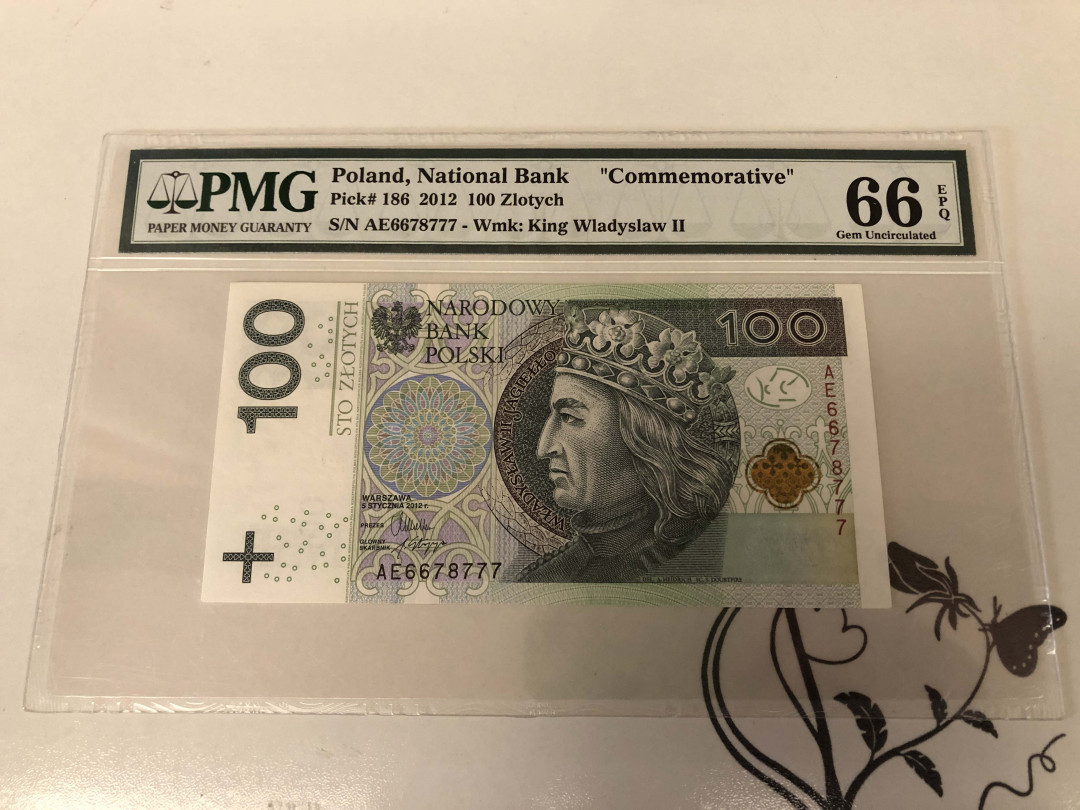 PMG
PAPER MONEY GUARANTY
Poland, National Bank "Commemorative"
Pick# 186 2012 100 Zlotych
S/N AE6678777 - Wmk: King Wladyslaw II
66
EPQ
Gem Uncirculated
100
STO ZŁOTYCH
NARODOWY
BANK
POLSKI
100
WŁADYSŁAW II JAGIEŁŁO
AE6678777
WARSZAWA
5 STYCZNIA 2012 r.
PREZES
GŁÓWNY
SKARBNIK
AE6678777